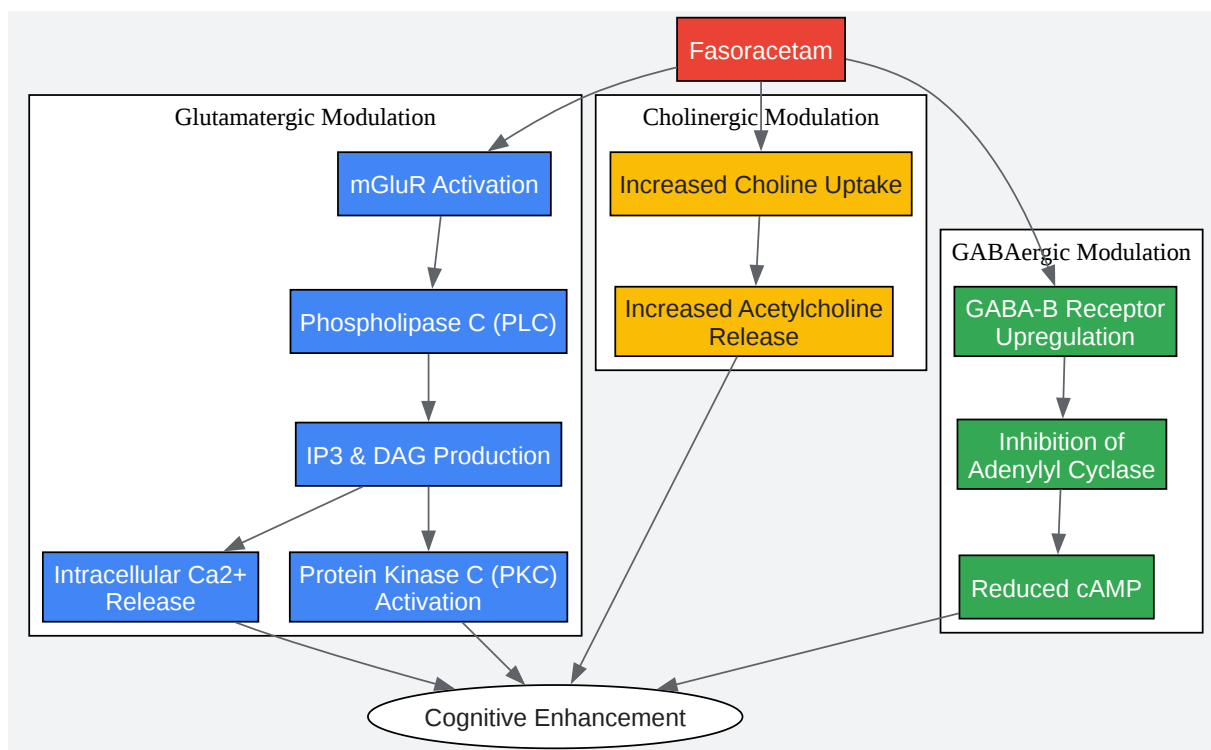 Fasoracetam
Glutamatergic Modulation
mGluR Activation
Phospholipase C (PLC)
IP3 & DAG Production
Intracellular Ca2+
Release
Protein Kinase C (PKC)
Activation
Cholinergic Modulation
Increased Choline Uptake
Increased Acetylcholine
Release
GABAergic Modulation
GABA-B Receptor
Upregulation
Inhibition of
Adenylyl Cyclase
Reduced cAMP
Cognitive Enhancement